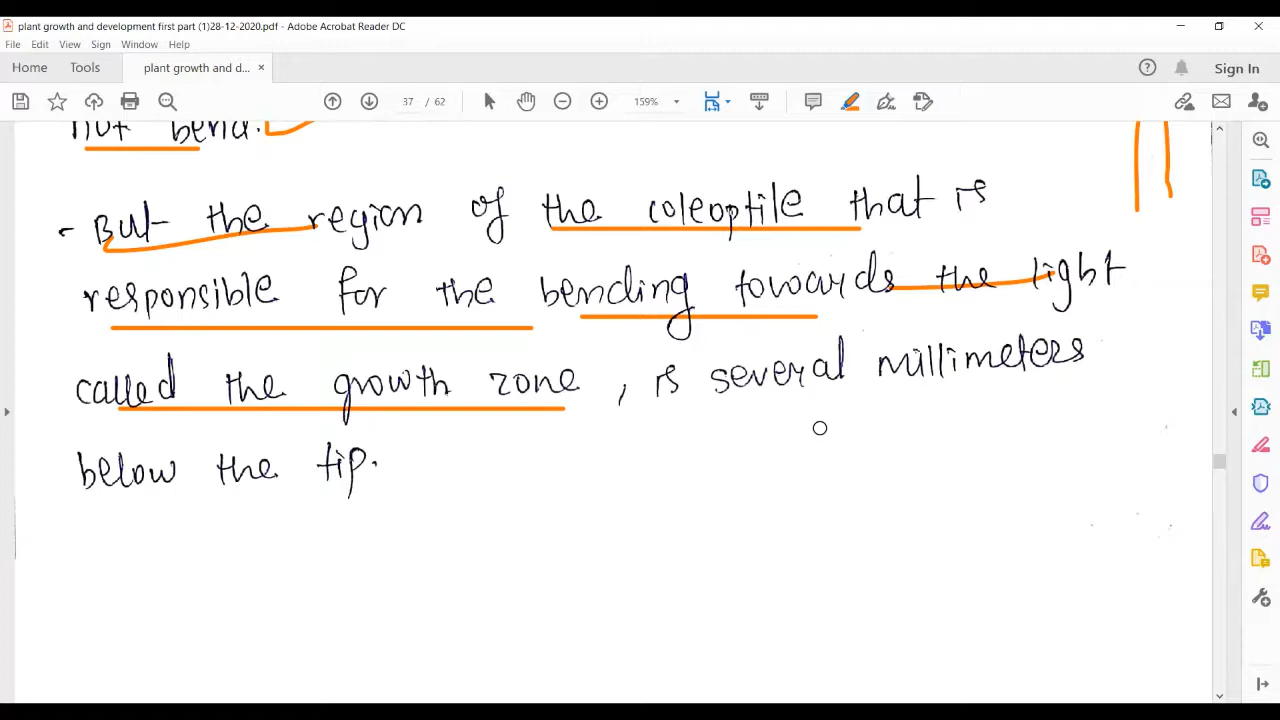 plant growth and development first part (1)28-12-2020.pdf - Adobe Acrobat Reader DC
File Edit View Sign Window Help
Home Tools plant growth and d... × Sign In
37 / 62 159%
not bend.
- But the region of the coleoptile that is
responsible for the bending towards the light
called the growth zone, is several millimeters
below the tip.